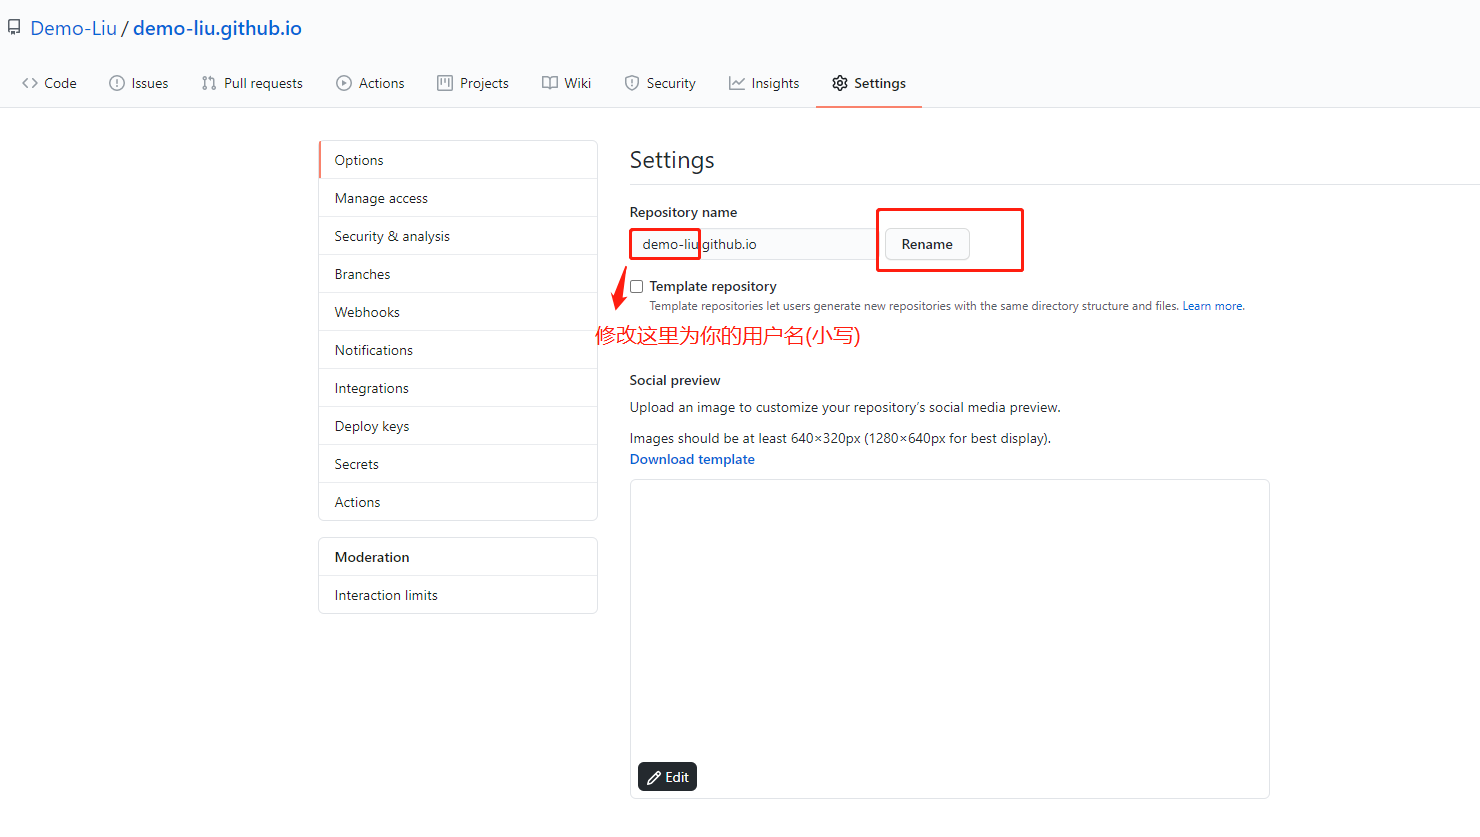 Demo-Liu / demo-liu.github.io
Code Issues Pull requests Actions Projects Wiki Security Insights Settings
Options
Manage access
Security & analysis
Branches
Webhooks
Notifications
Integrations
Deploy keys
Secrets
Actions
Moderation
Interaction limits
Settings
Repository name
demo-liu.github.io Rename
Template repository
Template repositories let users generate new repositories with the same directory structure and files. Learn more.
修改这里为你的用户名(小写)
Social preview
Upload an image to customize your repository’s social media preview.
Images should be at least 640×320px (1280×640px for best display).
Download template
Edit